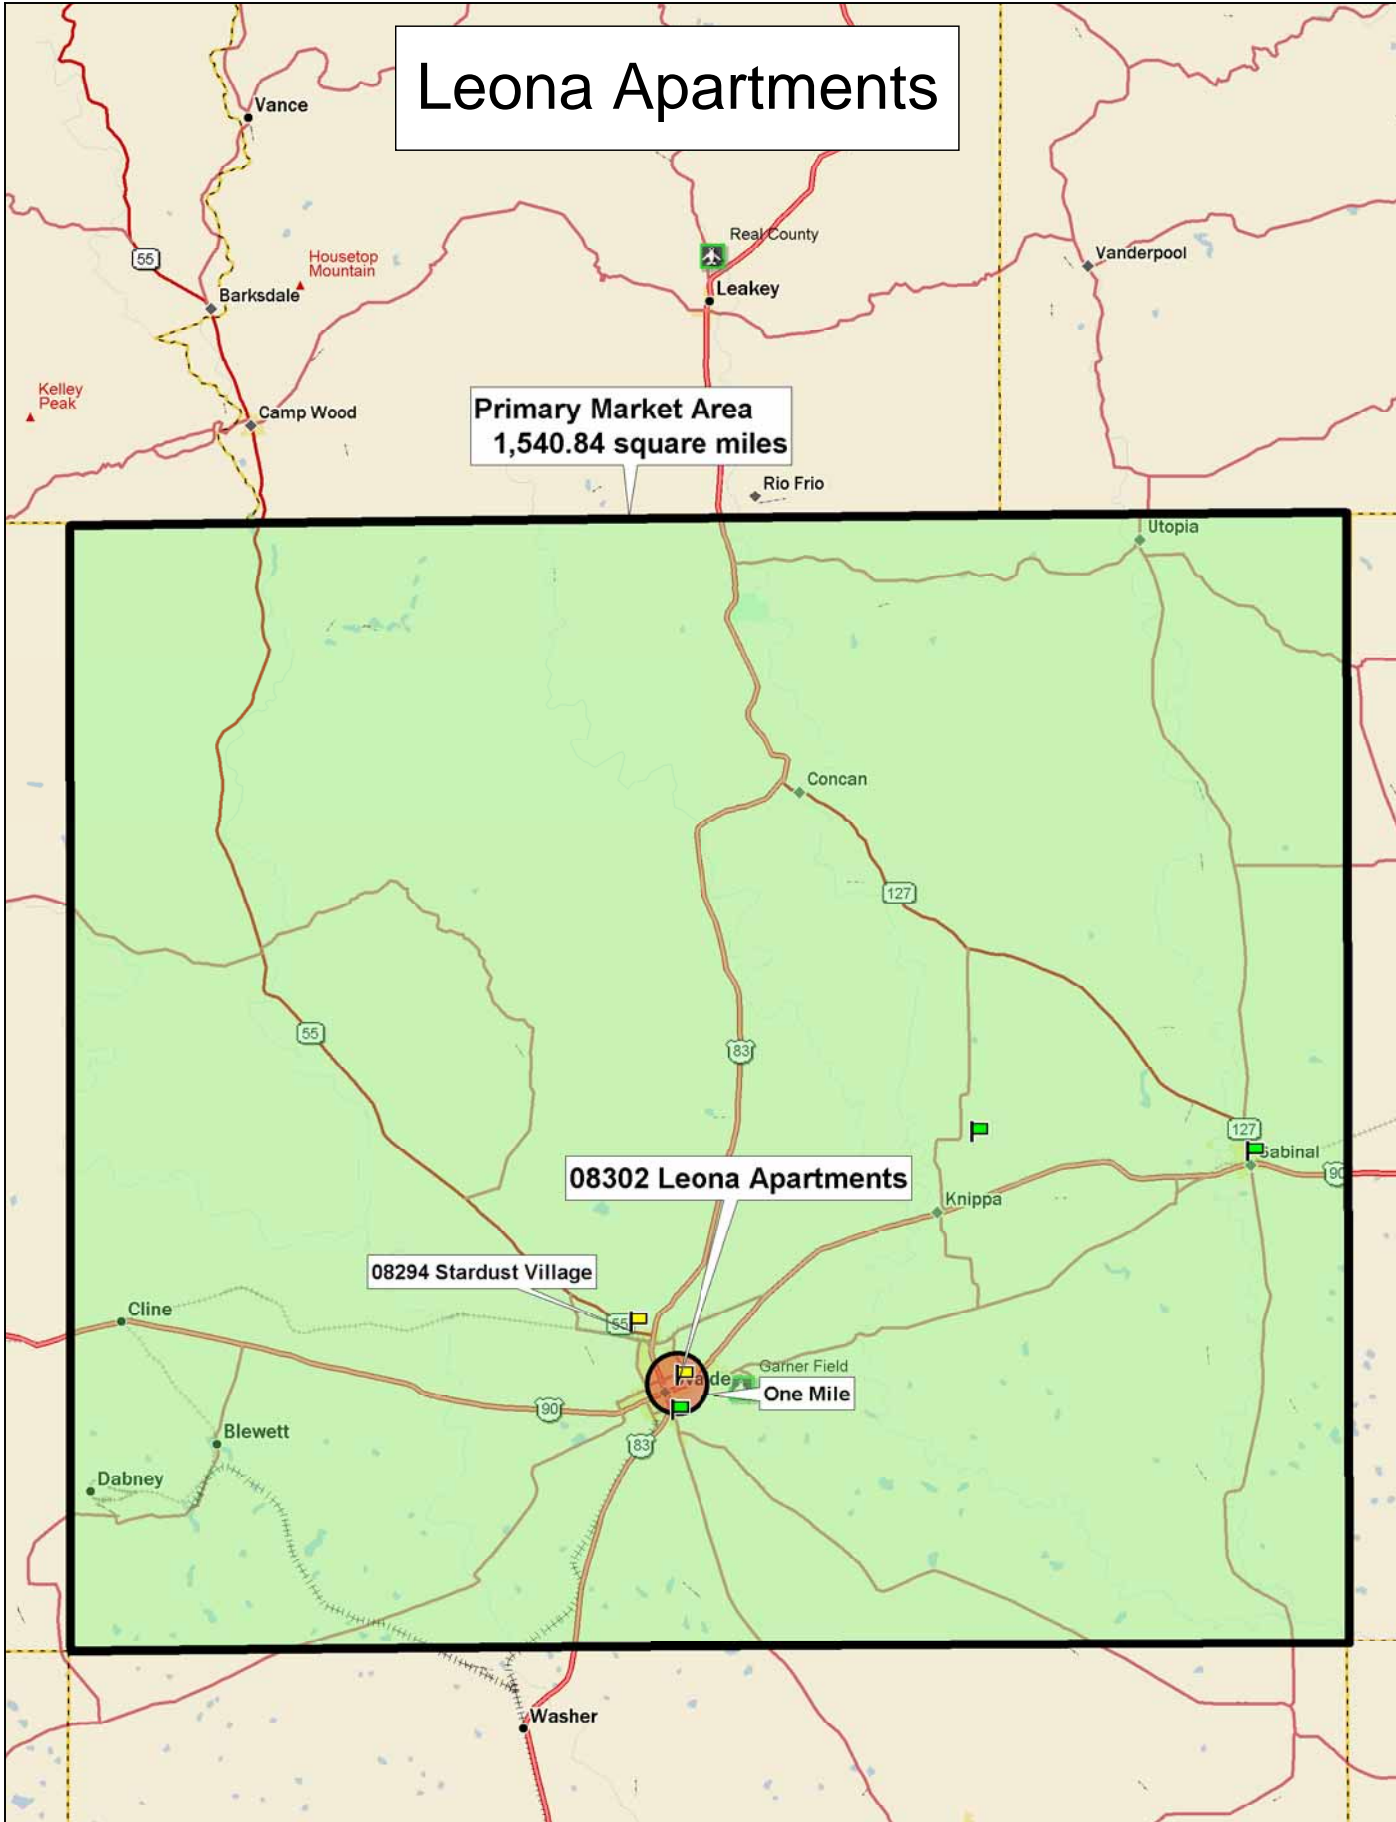 Leona Apartments
Vance
Real County
Vanderpool
55
Housetop
Mountain
Barksdale
Leakey
Kelley
Peak
Camp Wood
Primary Market Area
1,540.84 square miles
Rio Frio
Utopia
Concan
127
55
83
127
Sabinal
90
08302 Leona Apartments
Knippa
08294 Stardust Village
Cline
55
Garner Field
One Mile
90
Blewett
83
Dabney
Washer